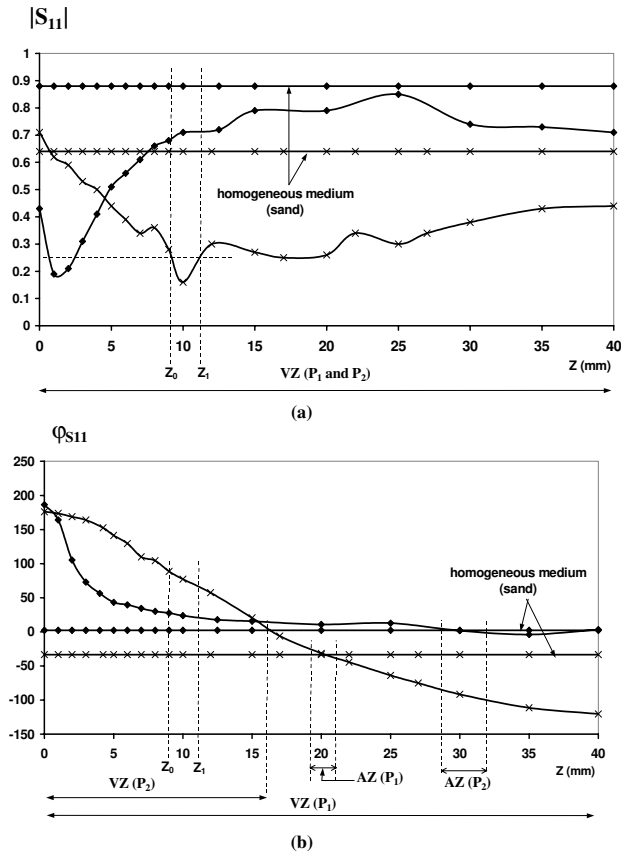 |S11|
1
0.9
0.8
0.7
0.6
0.5
0.4
0.3
0.2
0.1
0
homogeneous medium
(sand)
0 5 10 15 20 25 30 35 40
Z0 Z1 VZ (P1 and P2) Z (mm)
(a)
φS11
250
200
150
100
50
0
-50
-100
-150
homogeneous medium
(sand)
0 5 10 15 20 25 30 35 40
Z0 Z1 Z (mm)
VZ (P2) AZ (P1) AZ (P2)
VZ (P1)
(b)